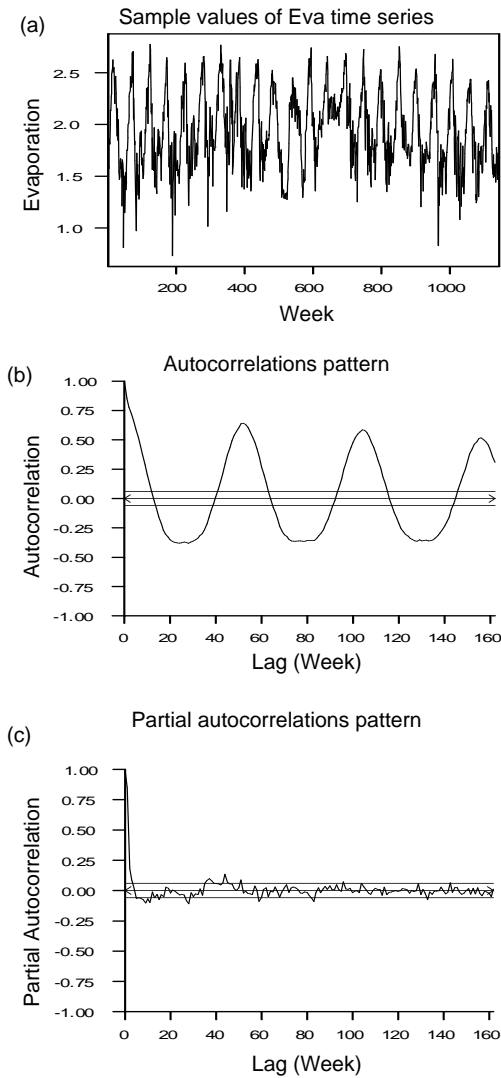 (a)
Sample values of Eva time series
Evaporation
2.5
2.0
1.5
1.0
200 400 600 800 1000
Week
(b)
Autocorrelations pattern
Autocorrelation
1.00
0.75
0.50
0.25
0.00
-0.25
-0.50
-0.75
-1.00
0 20 40 60 80 100 120 140 160
Lag (Week)
Partial autocorrelations pattern
(c)
Partial Autocorrelation
1.00
0.75
0.50
0.25
0.00
-0.25
-0.50
-0.75
-1.00
0 20 40 60 80 100 120 140 160
Lag (Week)